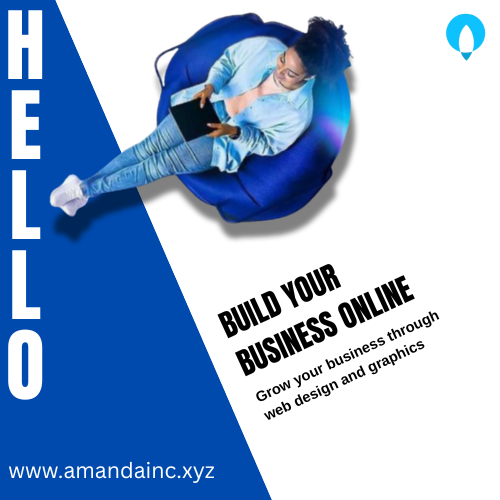 HELLO
BUILD YOUR
BUSINESS ONLINE
Grow your business through
web design and graphics
www.amandainc.xyz